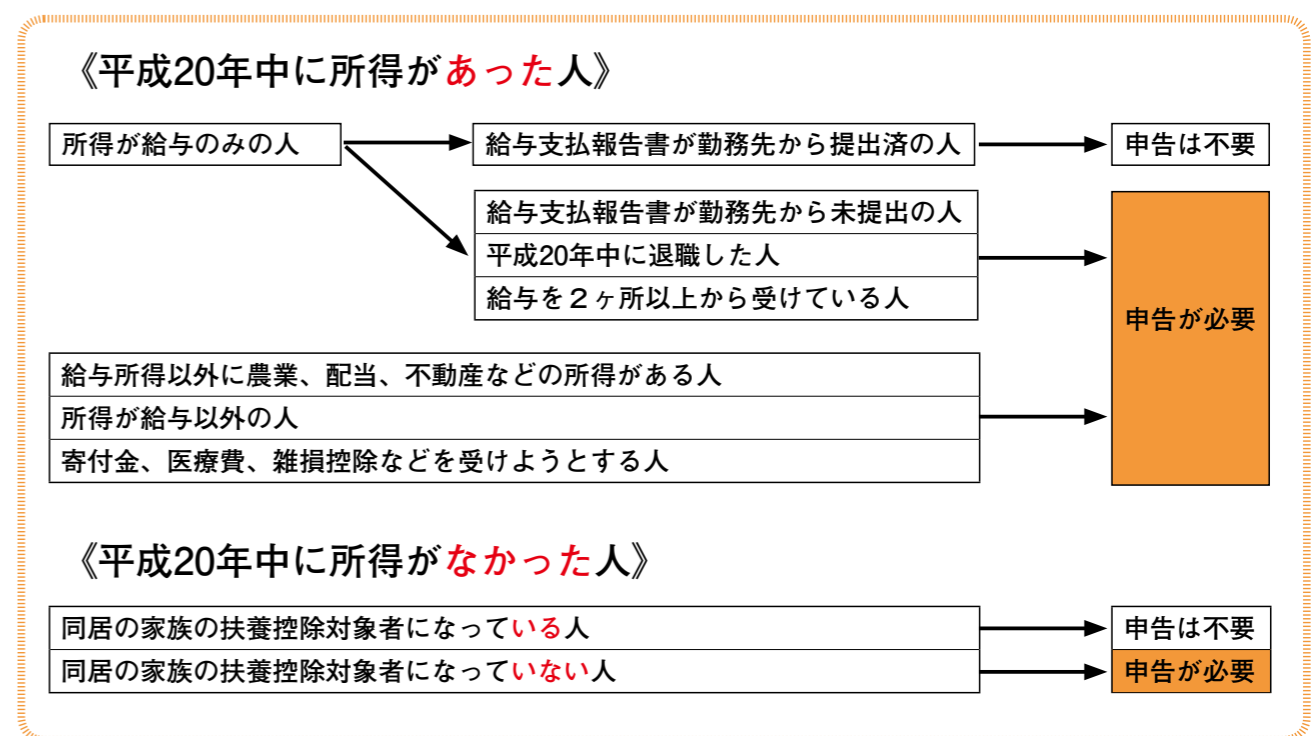 《平成20年中に所得があった人》
所得が給与のみの人
給与支払報告書が勤務先から提出済の人
申告は不要
給与支払報告書が勤務先から未提出の人
平成20年中に退職した人
給与を２ヶ所以上から受けている人
申告が必要
給与所得以外に農業、配当、不動産などの所得がある人
所得が給与以外の人
寄付金、医療費、雑損控除などを受けようとする人
《平成20年中に所得がなかった人》
同居の家族の扶養控除対象者になっている人
申告は不要
同居の家族の扶養控除対象者になっていない人
申告が必要